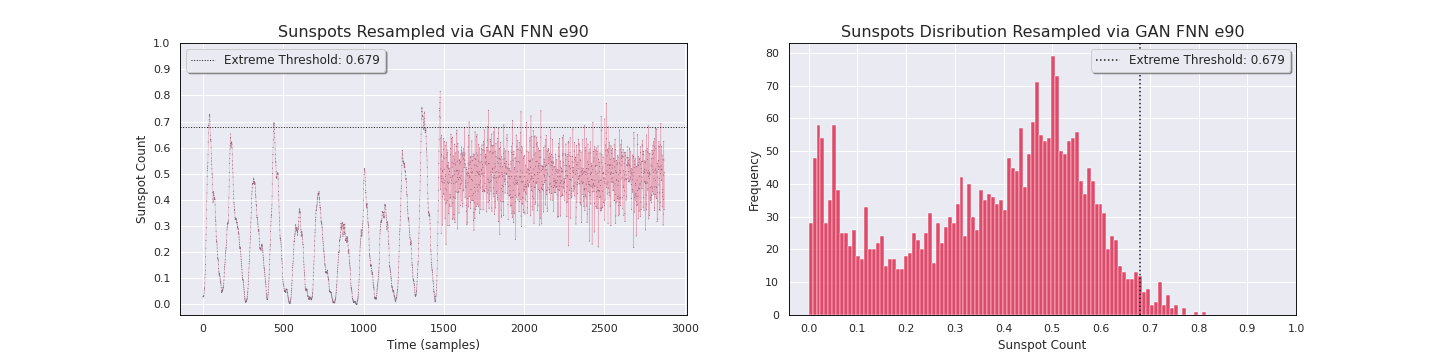 Sunspots Resampled via GAN FNN e90
Extreme Threshold: 0.679
Sunspot Count
1.0
0.9
0.8
0.7
0.6
0.5
0.4
0.3
0.2
0.1
0.0
0 500 1000 1500 2000 2500 3000
Time (samples)
Sunspots Disribution Resampled via GAN FNN e90
Extreme Threshold: 0.679
Frequency
80
70
60
50
40
30
20
10
0
0.0 0.1 0.2 0.3 0.4 0.5 0.6 0.7 0.8 0.9 1.0
Sunspot Count